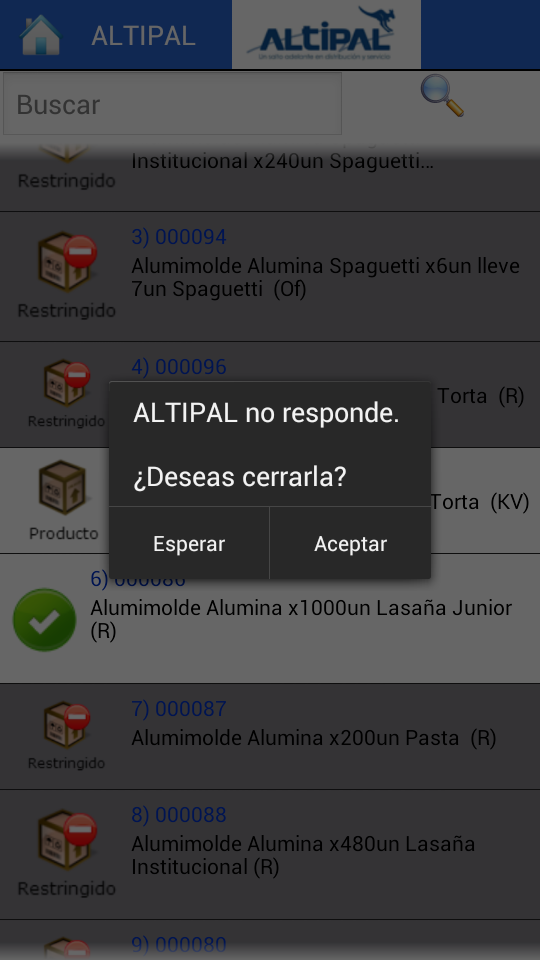 ALTIPAL
ALTIPAL
Un salto adelante en distribución y servicio
Buscar
Institucional x240un Spaguetti...
Restringido
3) 000094
Alumimolde Alumina Spaguetti x6un lleve
7un Spaguetti (Of)
Restringido
4) 000096
Torta (R)
Restringido
ALTIPAL no responde.
¿Deseas cerrarla?
Torta (KV)
Producto
Esperar
Aceptar
6) 000086
Alumimolde Alumina x1000un Lasaña Junior
(R)
7) 000087
Alumimolde Alumina x200un Pasta (R)
Restringido
8) 000088
Alumimolde Alumina x480un Lasaña
Institucional (R)
Restringido
9) 000080